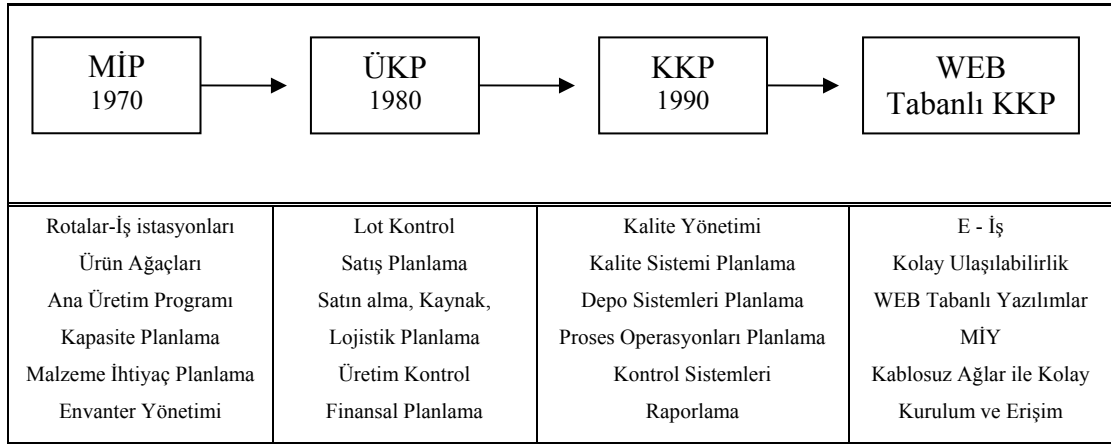 MİP
1970
ÜKP
1980
KKP
1990
WEB
Tabanlı KKP
Rotalar-İş istasyonları
Ürün Ağaçları
Ana Üretim Programı
Kapasite Planlama
Malzeme İhtiyaç Planlama
Envanter Yönetimi
Lot Kontrol
Satış Planlama
Satın alma, Kaynak,
Lojistik Planlama
Üretim Kontrol
Finansal Planlama
Kalite Yönetimi
Kalite Sistemi Planlama
Depo Sistemleri Planlama
Proses Operasyonları Planlama
Kontrol Sistemleri
Raporlama
E - İş
Kolay Ulaşılabilirlik
WEB Tabanlı Yazılımlar
MİY
Kablosuz Ağlar ile Kolay
Kurulum ve Erişim